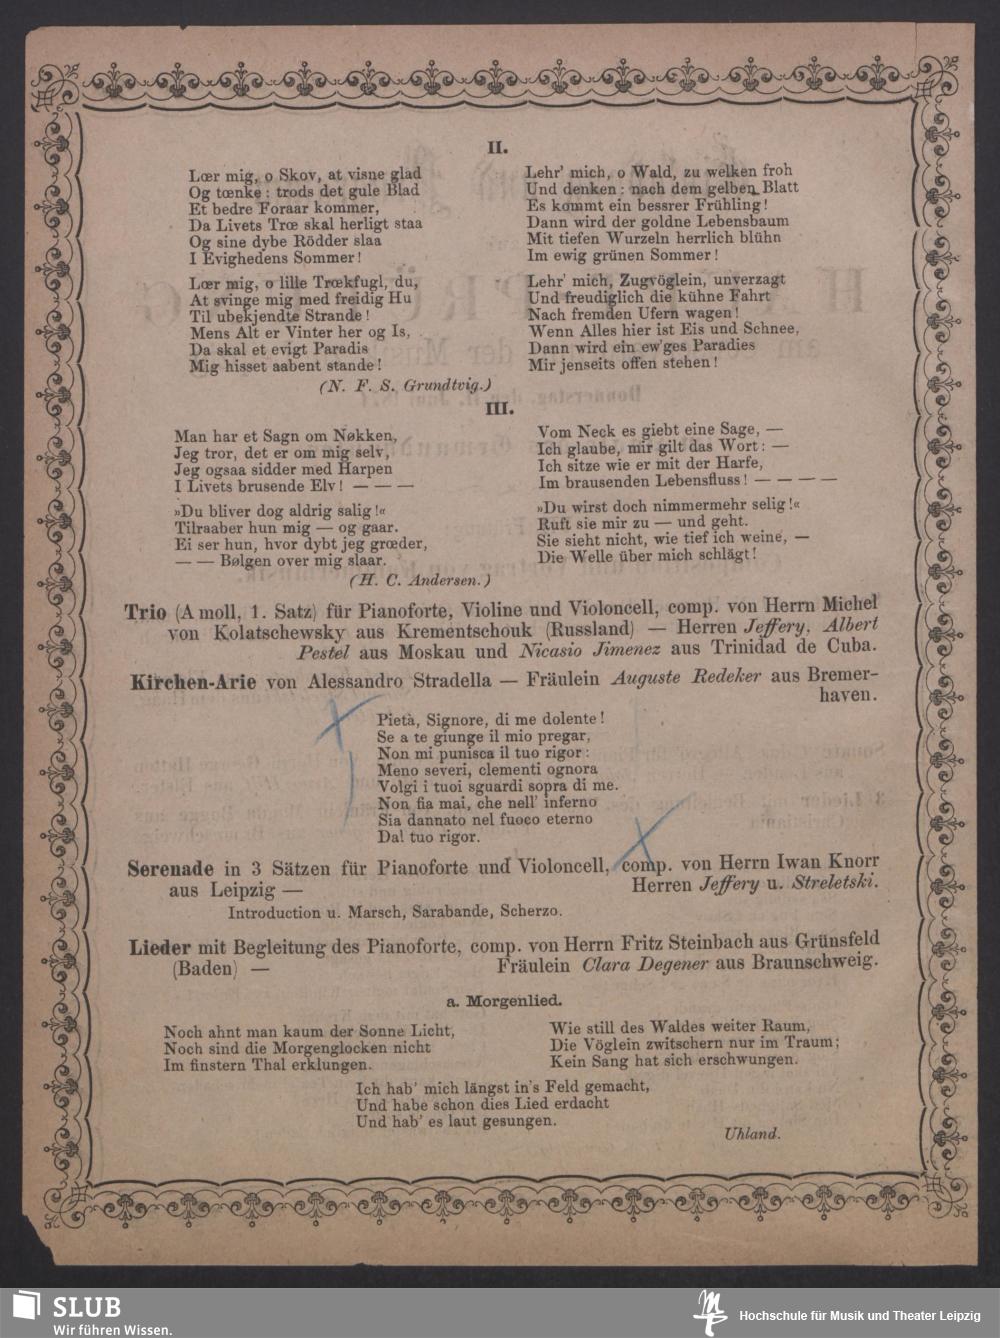 II.
Lœr mig, o Skov, at visne glad
Og tœnke: trods det gule Blad
Et bedre Foraar kommer,
Da Livets Trœ skal herligt staa
Og sine dybe Rödder slaa
I Evighedens Sommer!
Lœr mig, o lille Trœkfugl, du,
At svinge mig med freidig Hu
Til ubekjendte Strande!
Mens Alt er Vinter her og Is,
Da skal et evigt Paradis
Mig hisset aabent stande!
(N. F. S. Grundtvig.)
Lehr' mich, o Wald, zu welken froh
Und denken: nach dem gelben Blatt
Es kommt ein bessrer Frühling!
Dann wird der goldne Lebensbaum
Mit tiefen Wurzeln herrlich blühn
Im ewig grünen Sommer!
Lehr' mich, Zugvöglein, unverzagt
Und freudiglich die kühne Fahrt
Nach fremden Ufern wagen!
Wenn Alles hier ist Eis und Schnee,
Dann wird ein ew'ges Paradies
Mir jenseits offen stehen!
III.
Man har et Sagn om Nøkken,
Jeg tror, det er om mig selv,
Jeg ogsaa sidder med Harpen
I Livets brusende Elv! — — —
»Du bliver dog aldrig salig!«
Tilraaber hun mig — og gaar.
Ei ser hun, hvor dybt jeg grœder,
— — Bølgen over mig slaar.
(H. C. Andersen.)
Vom Neck es giebt eine Sage, —
Ich glaube, mir gilt das Wort: —
Ich sitze wie er mit der Harfe,
Im brausenden Lebensfluss! — — — —
»Du wirst doch nimmermehr selig!«
Ruft sie mir zu — und geht.
Sie sieht nicht, wie tief ich weine, —
Die Welle über mich schlägt!
Trio (A moll, 1. Satz) für Pianoforte, Violine und Violoncell, comp. von Herrn Michel
von Kolatschewsky aus Krementschouk (Russland) — Herren Jeffery, Albert
Pestel aus Moskau und Nicasio Jimenez aus Trinidad de Cuba.
Kirchen-Arie von Alessandro Stradella — Fräulein Auguste Redeker aus Bremer-
haven.
Pietà, Signore, di me dolente!
Se a te giunge il mio pregar,
Non mi punisca il tuo rigor:
Meno severi, clementi ognora
Volgi i tuoi sguardi sopra di me.
Non fia mai, che nell' inferno
Sia dannato nel fuoco eterno
Dal tuo rigor.
Serenade in 3 Sätzen für Pianoforte und Violoncell, comp. von Herrn Iwan Knorr
aus Leipzig — Herren Jeffery u. Streletski.
Introduction u. Marsch, Sarabande, Scherzo.
Lieder mit Begleitung des Pianoforte, comp. von Herrn Fritz Steinbach aus Grünsfeld
(Baden) — Fräulein Clara Degener aus Braunschweig.
a. Morgenlied.
Noch ahnt man kaum der Sonne Licht,
Noch sind die Morgenglocken nicht
Im finstern Thal erklungen.
Wie still des Waldes weiter Raum,
Die Vöglein zwitschern nur im Traum;
Kein Sang hat sich erschwungen.
Ich hab' mich längst in's Feld gemacht,
Und habe schon dies Lied erdacht
Und hab' es laut gesungen.
Uhland.
SLUB
Wir führen Wissen.
Hochschule für Musik und Theater Leipzig